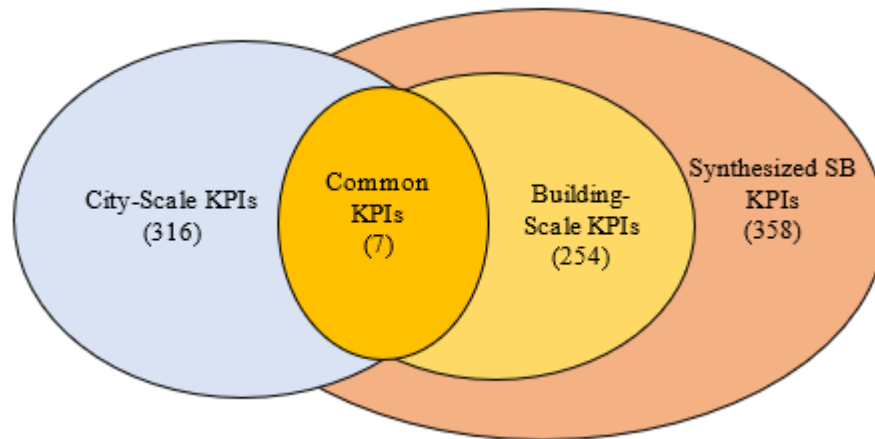 City-Scale KPIs
(316)
Common
KPIs
(7)
Building-
Scale KPIs
(254)
Synthesized SB
KPIs
(358)